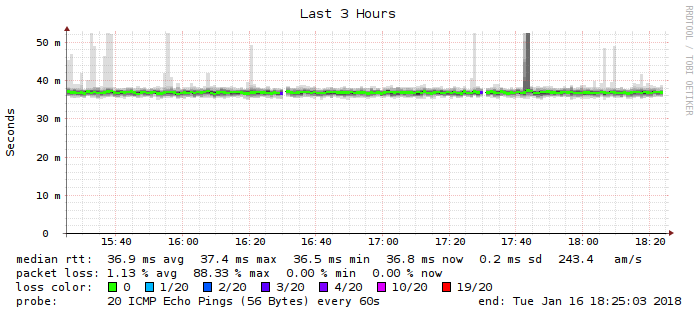 Last 3 Hours
RRDTOOL / TOBI OETIKER
Seconds
50 m
40 m
30 m
20 m
10 m
0
15:40 16:00 16:20 16:40 17:00 17:20 17:40 18:00 18:20
median rtt: 36.9 ms avg 37.4 ms max 36.5 ms min 36.8 ms now 0.2 ms sd 243.4 am/s
packet loss: 1.13 % avg 88.33 % max 0.00 % min 0.00 % now
loss color: 0 1/20 2/20 3/20 4/20 10/20 19/20
probe: 20 ICMP Echo Pings (56 Bytes) every 60s end: Tue Jan 16 18:25:03 2018